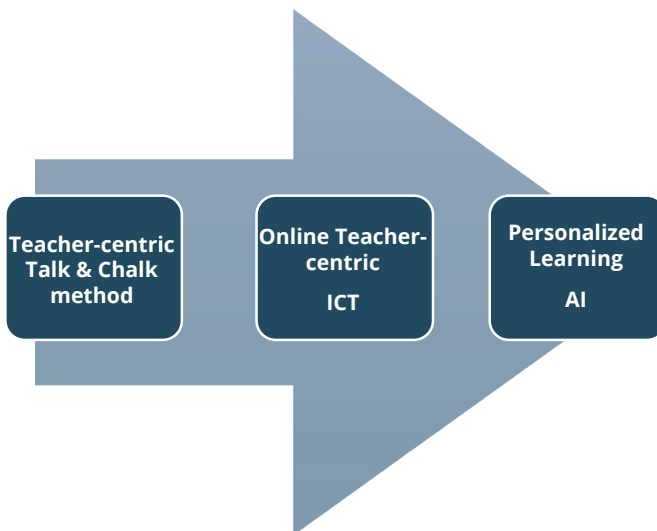 Teacher-centric
Talk & Chalk
method
Online Teacher-
centric
ICT
Personalized
Learning
AI